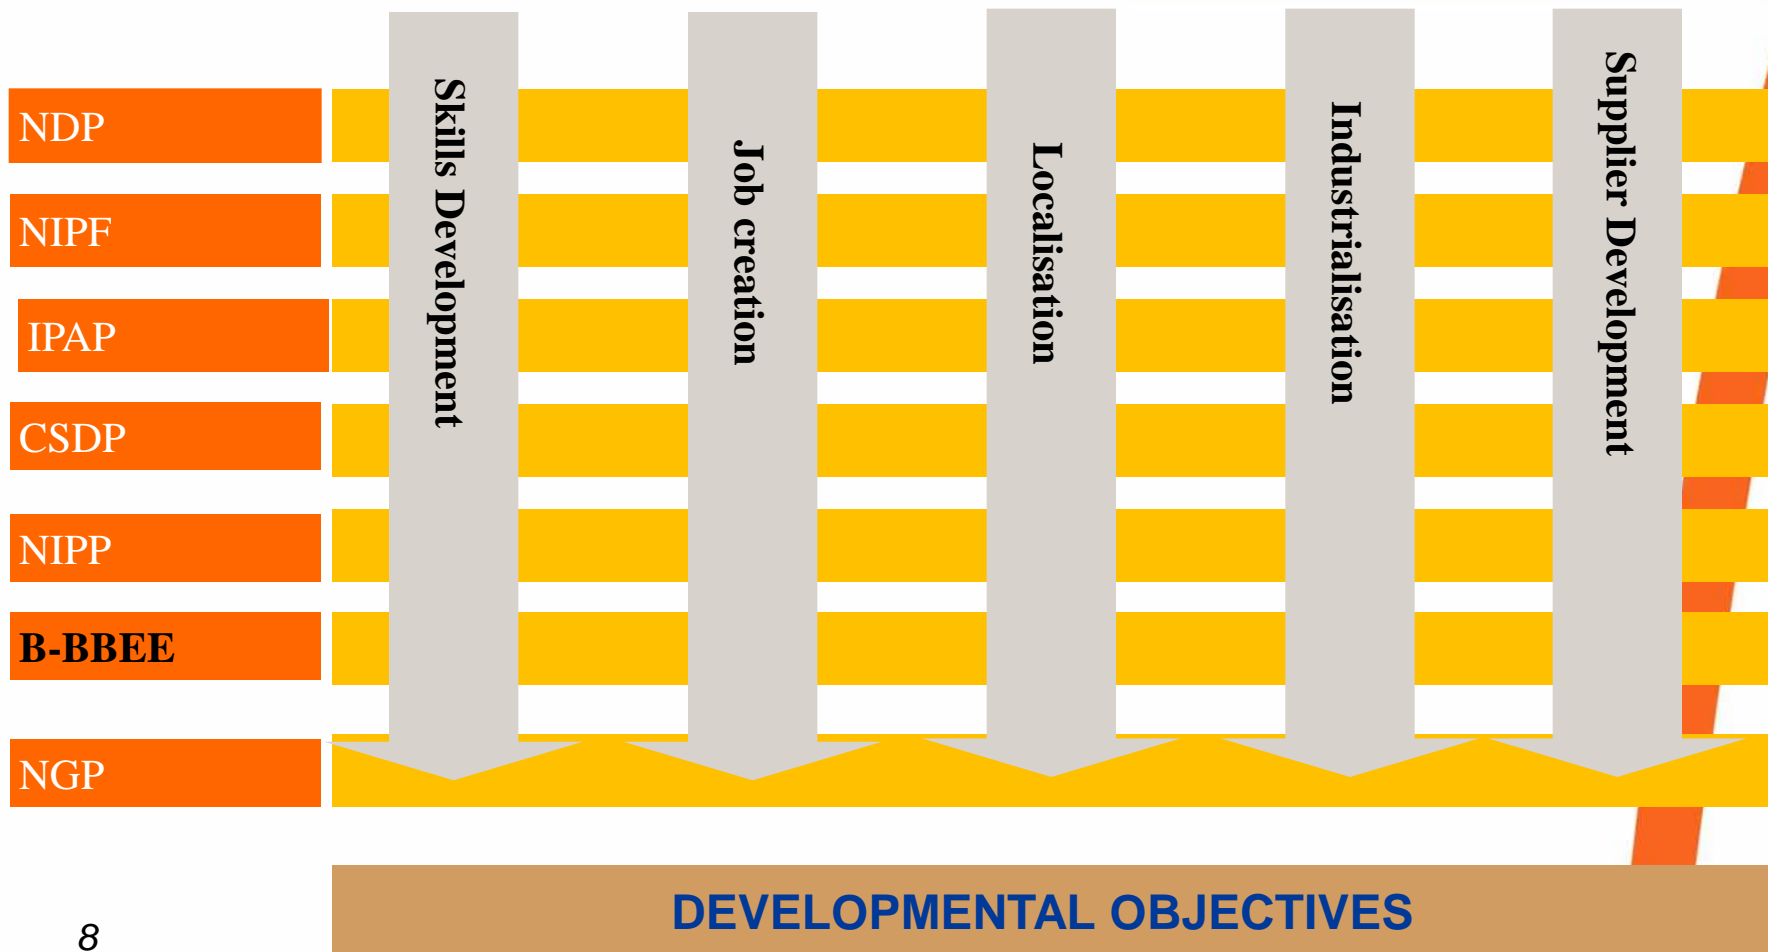 NDP
NIPF
IPAP
CSDP
NIPP
B-BBEE
NGP
Skills Development
Job creation
Localisation
Industrialisation
Supplier Development
DEVELOPMENTAL OBJECTIVES
8